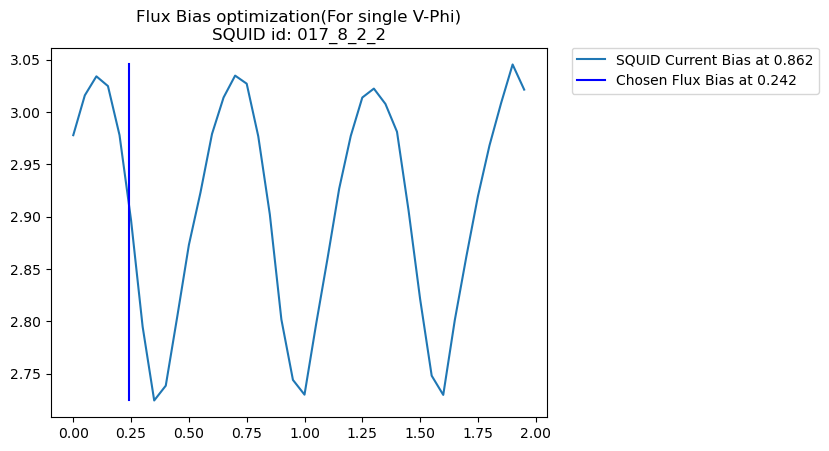 Flux Bias optimization(For single V-Phi)
SQUID id: 017_8_2_2
SQUID Current Bias at 0.862
Chosen Flux Bias at 0.242
3.05
3.00
2.95
2.90
2.85
2.80
2.75
0.00 0.25 0.50 0.75 1.00 1.25 1.50 1.75 2.00